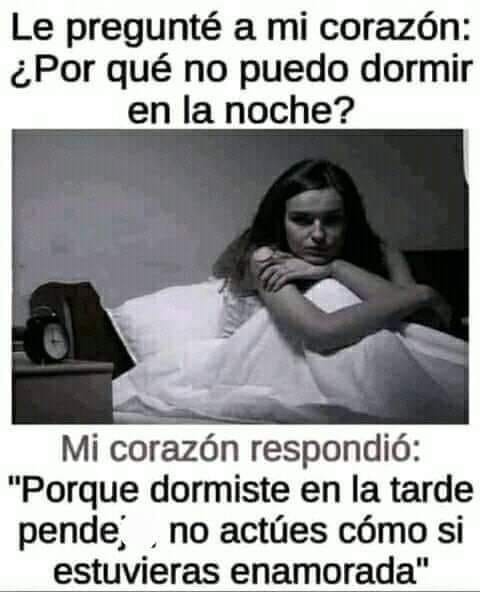 Le pregunté a mi corazón:
¿Por qué no puedo dormir
en la noche?
Mi corazón respondió:
"Porque dormiste en la tarde
pende no actúes cómo si
estuvieras enamorada"